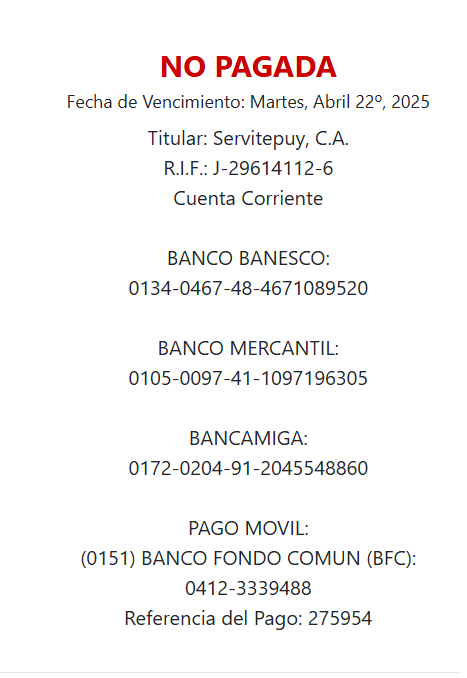 NO PAGADA
Fecha de Vencimiento: Martes, Abril 22º, 2025
Titular: Servitepuy, C.A.
R.I.F.: J-29614112-6
Cuenta Corriente
BANCO BANESCO:
0134-0467-48-4671089520
BANCO MERCANTIL:
0105-0097-41-1097196305
BANCAMIGA:
0172-0204-91-2045548860
PAGO MOVIL:
(0151) BANCO FONDO COMUN (BFC):
0412-3339488
Referencia del Pago: 275954